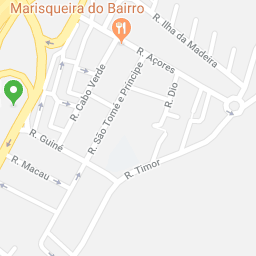 Marisqueira do Bairro
R. Ilha da Madeira
R. Açores
R. Cabo Verde
R. São Tomé e Príncipe
R. Dio
R. Guiné
R. Macau
R. Timor